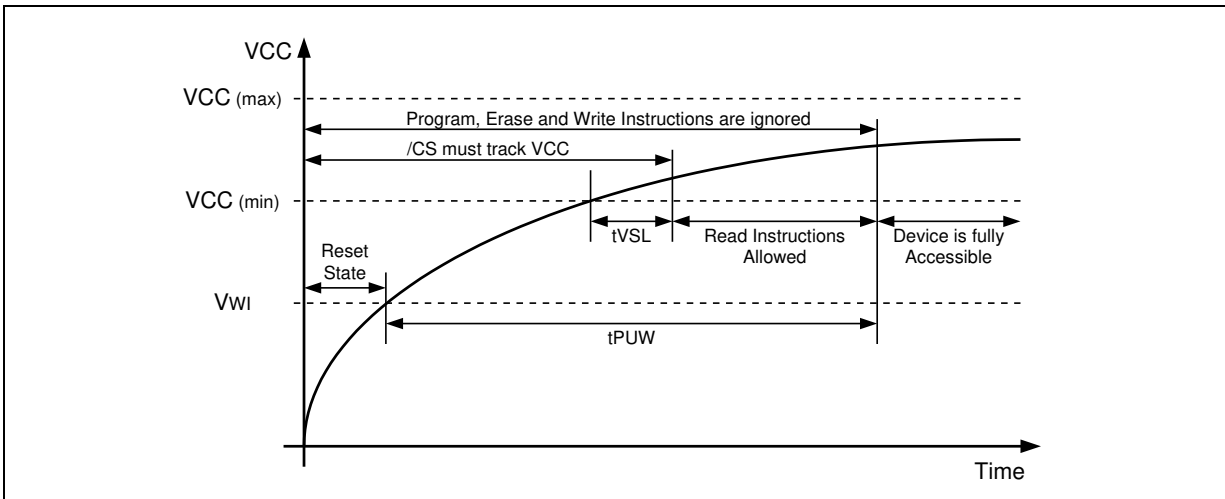 VCC
VCC (max)
Program, Erase and Write Instructions are ignored
/CS must track VCC
VCC (min)
tVSL
Read Instructions
Allowed
Device is fully
Accessible
Reset
State
VWI
tPUW
Time